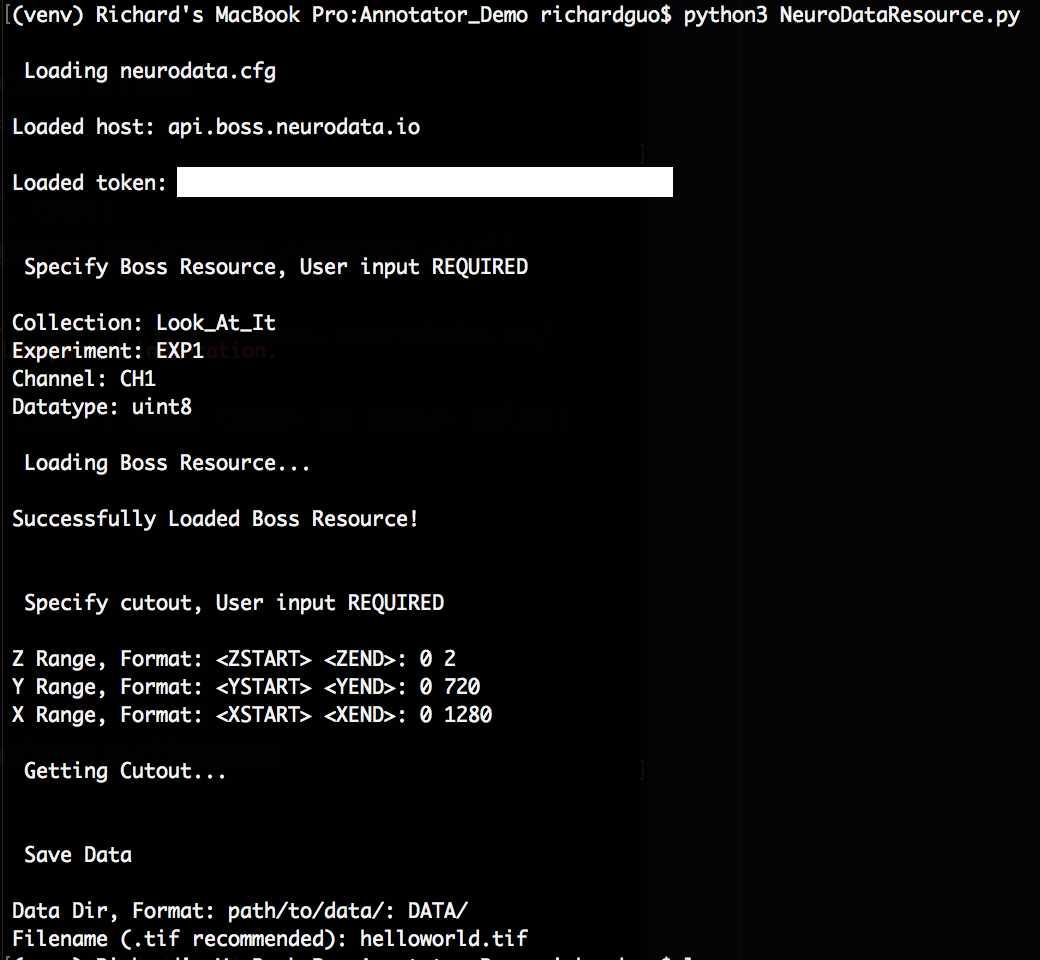 [(venv) Richard's MacBook Pro:Annotator_Demo richardguo$ python3 NeuroDataResource.py
Loading neurodata.cfg
Loaded host: api.boss.neurodata.io
Loaded token:
Specify Boss Resource, User input REQUIRED
Collection: Look_At_It
Experiment: EXP1
Channel: CH1
Datatype: uint8
Loading Boss Resource...
Successfully Loaded Boss Resource!
Specify cutout, User input REQUIRED
Z Range, Format: <ZSTART> <ZEND>: 0 2
Y Range, Format: <YSTART> <YEND>: 0 720
X Range, Format: <XSTART> <XEND>: 0 1280
Getting Cutout...
Save Data
Data Dir, Format: path/to/data/: DATA/
Filename (.tif recommended): helloworld.tif